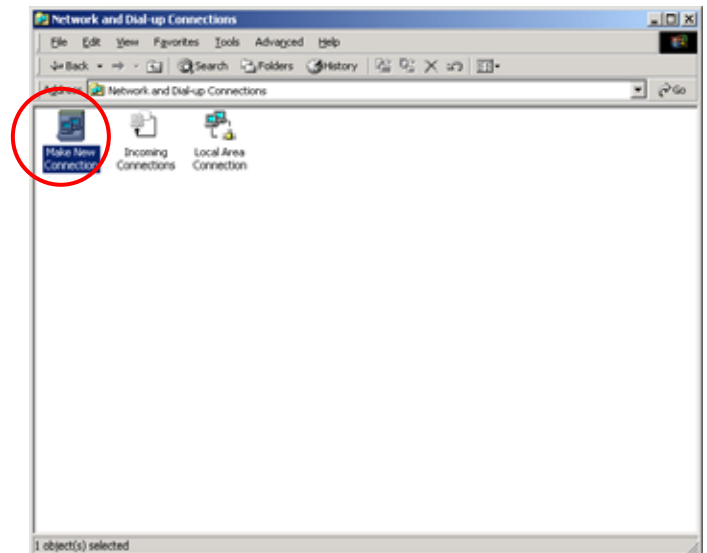 Network and Dial-up Connections
File Edit View Favorites Tools Advanced Help
Back Search Folders History
Address Network and Dial-up Connections Go
Make New Connection
Incoming Connections
Local Area Connection
1 object(s) selected